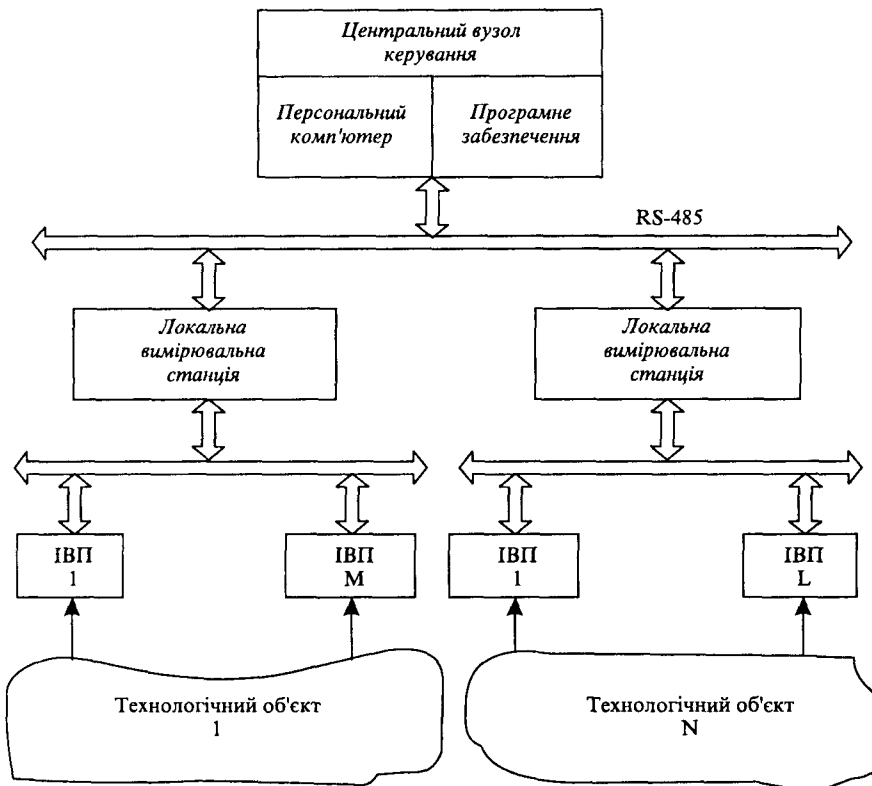 Центральний вузол
керування
Персональний
комп'ютер
Програмне
забезпечення
RS-485
Локальна
вимірювальна
станція
Локальна
вимірювальна
станція
ІВП
1
ІВП
M
ІВП
1
ІВП
L
Технологічний об'єкт
1
Технологічний об'єкт
N